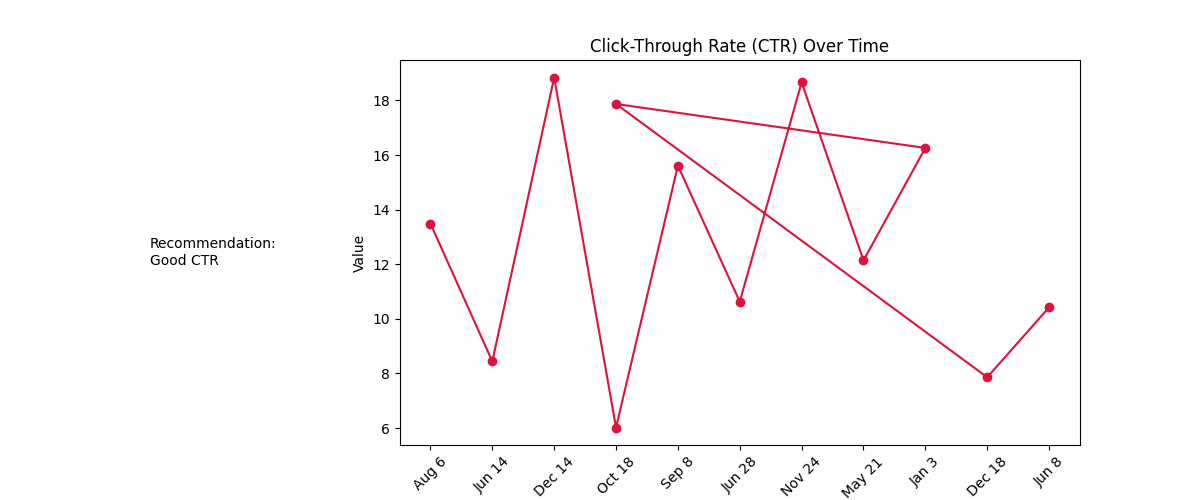 Click-Through Rate (CTR) Over Time
Recommendation:
Good CTR
Value
18
16
14
12
10
8
6
Aug 6
Jun 14
Dec 14
Oct 18
Sep 8
Jun 28
Nov 24
May 21
Jan 3
Dec 18
Jun 8